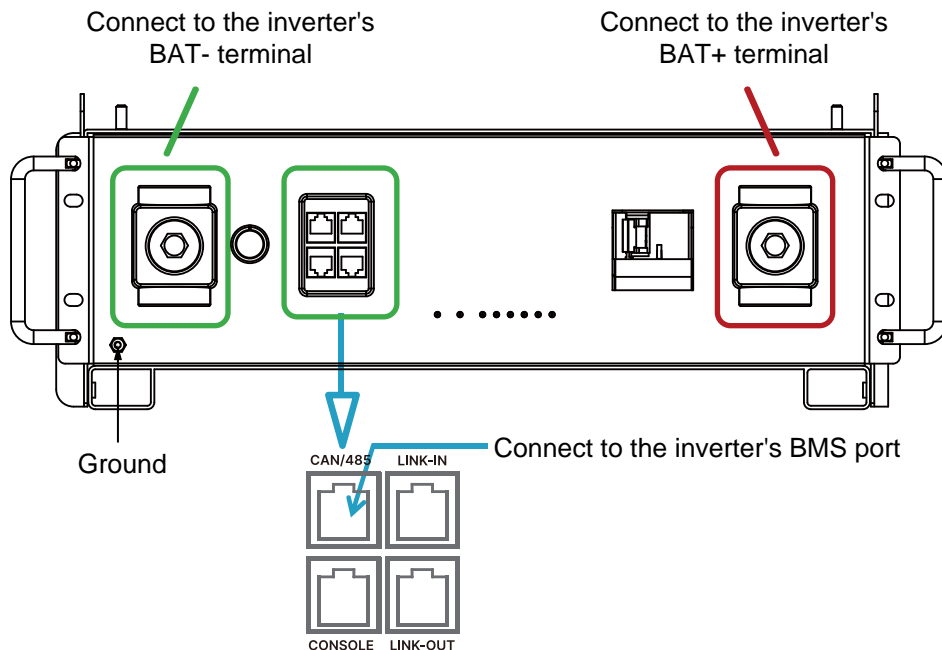 Connect to the inverter's
BAT- terminal
Connect to the inverter's
BAT+ terminal
Ground
Connect to the inverter's BMS port
CAN/485
LINK-IN
CONSOLE
LINK-OUT